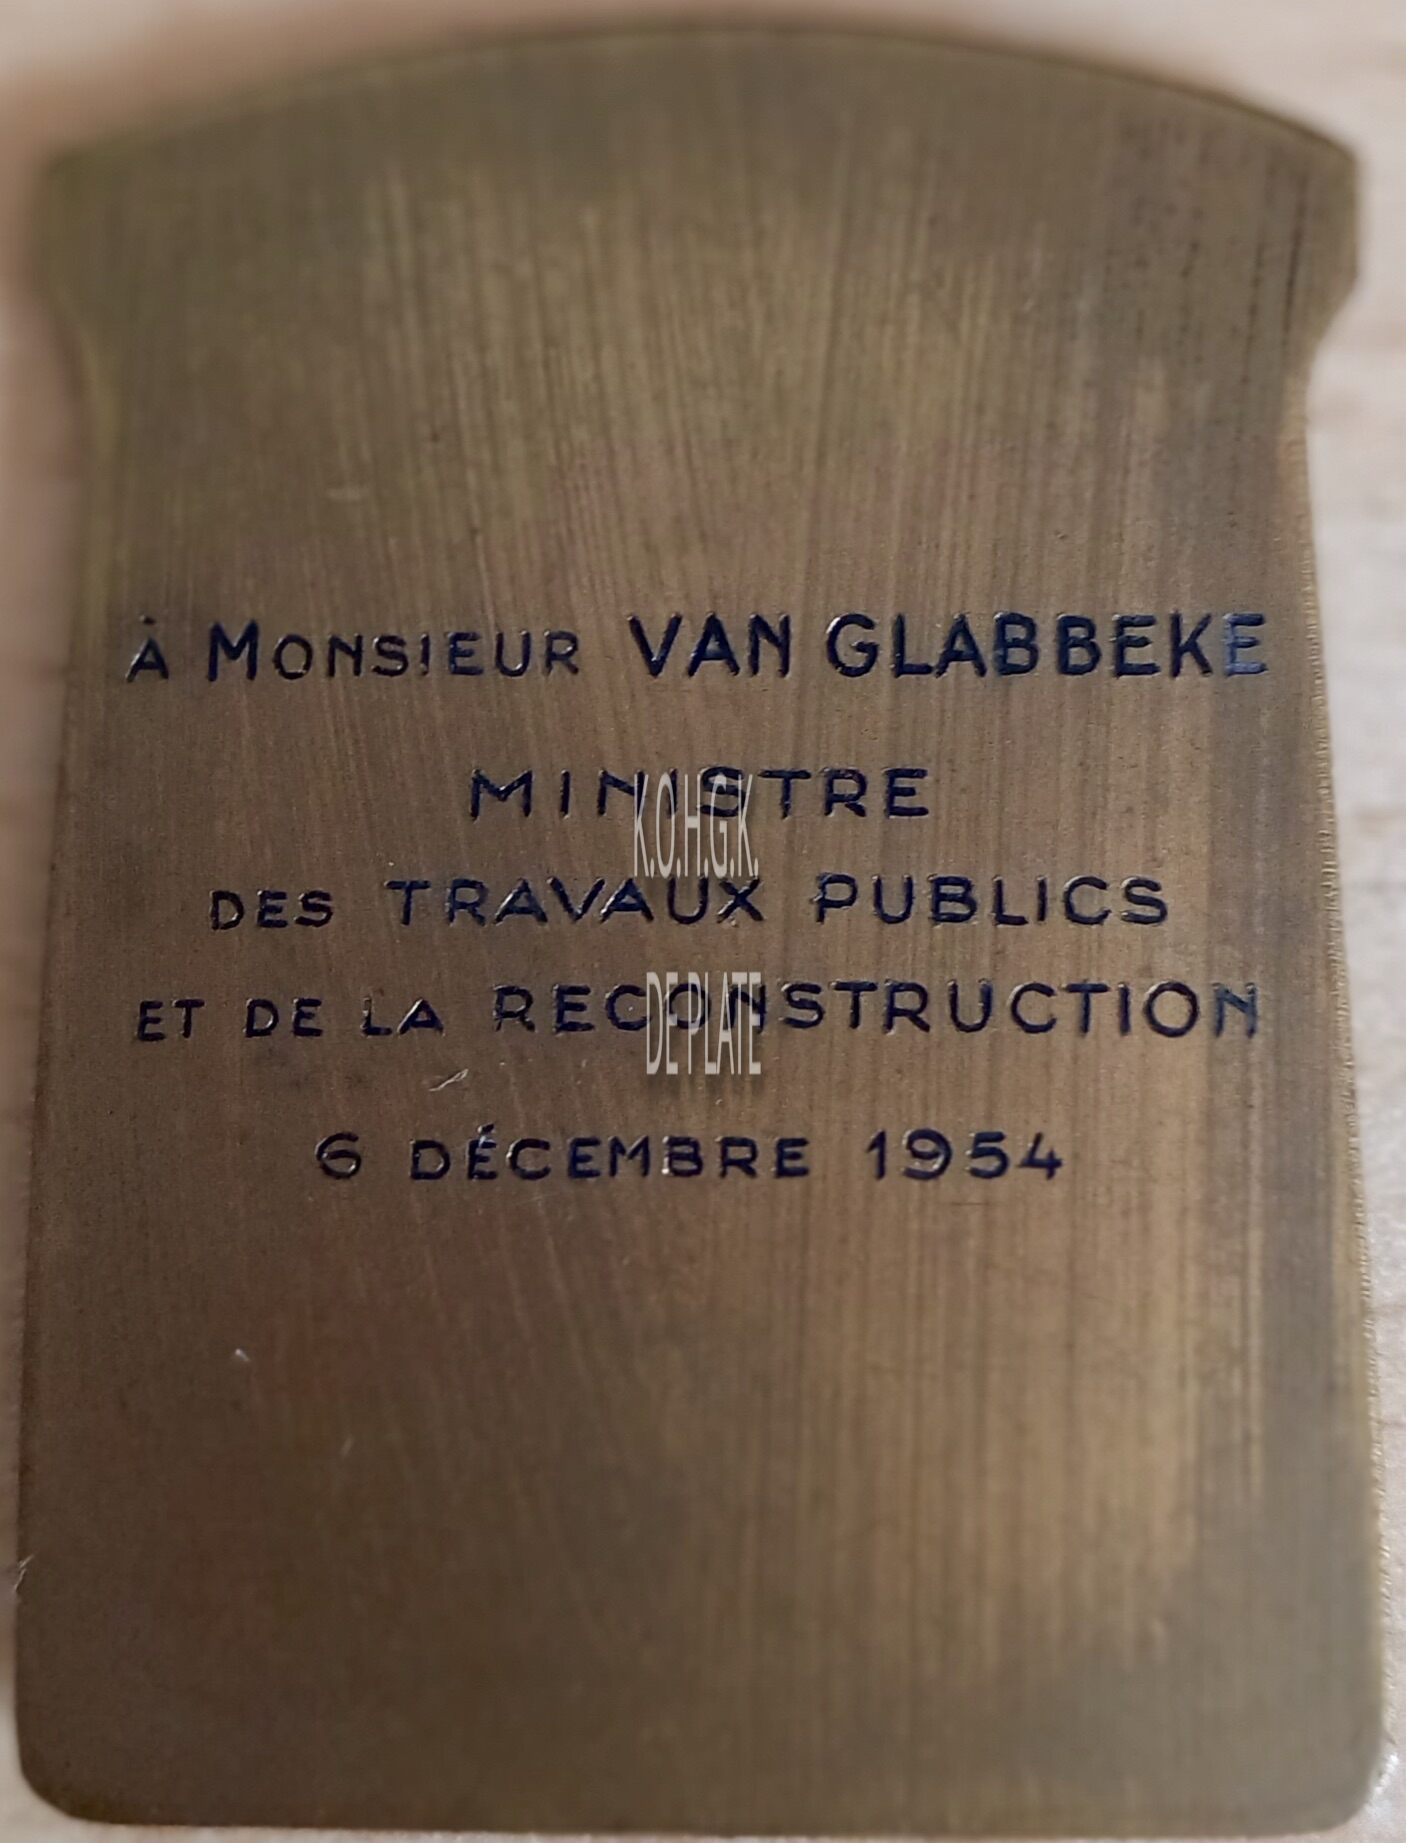 À MONSIEUR VAN GLABBEKE
MINISTRE
K.O.H.G.K.
DES TRAVAUX PUBLICS
DE PLATE
ET DE LA RECONSTRUCTION
6 DÉCEMBRE 1954